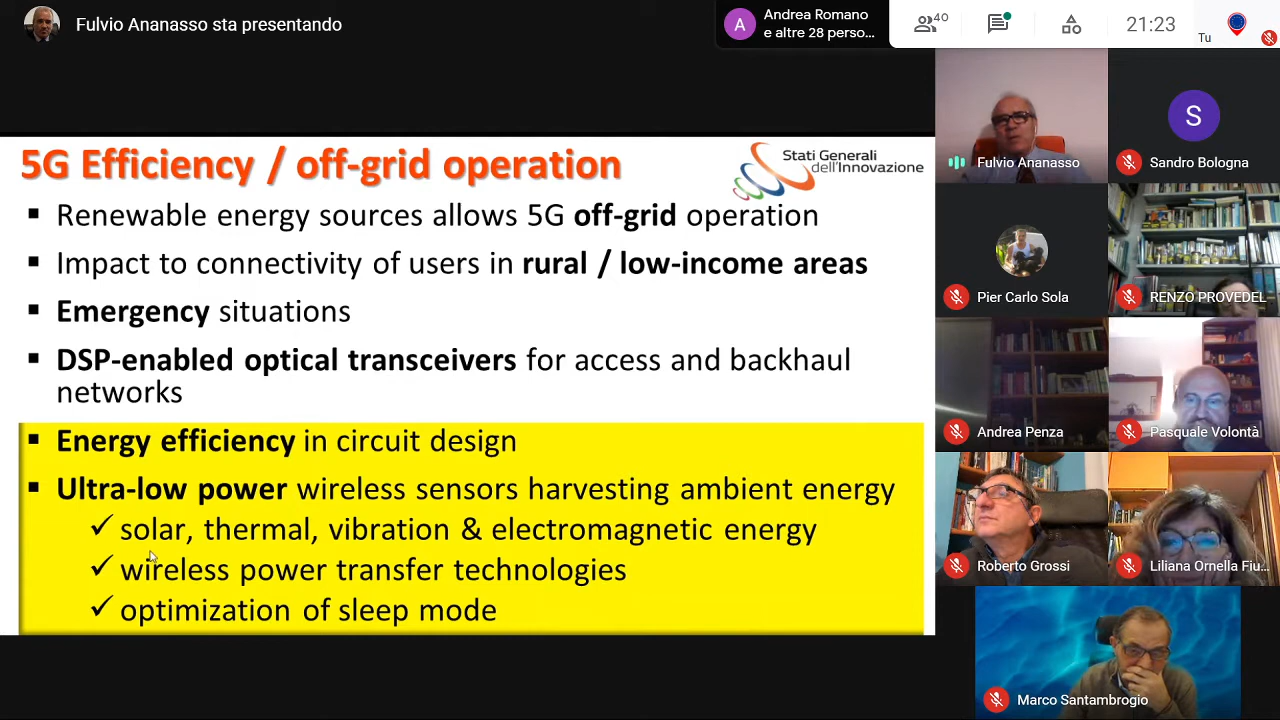 Fulvio Ananasso sta presentando
A
Andrea Romano
e altre 28 perso...
40
21:23
Tu
5G Efficiency / off-grid operation
Stati Generali
dell'Innovazione
▪ Renewable energy sources allows 5G off-grid operation
▪ Impact to connectivity of users in rural / low-income areas
▪ Emergency situations
▪ DSP-enabled optical transceivers for access and backhaul
networks
▪ Energy efficiency in circuit design
▪ Ultra-low power wireless sensors harvesting ambient energy
✓ solar, thermal, vibration & electromagnetic energy
✓ wireless power transfer technologies
✓ optimization of sleep mode
Fulvio Ananasso
S
Sandro Bologna
Pier Carlo Sola
RENZO PROVEDEL
Andrea Penza
Pasquale Volontà
Roberto Grossi
Liliana Ornella Fiu...
Marco Santambrogio